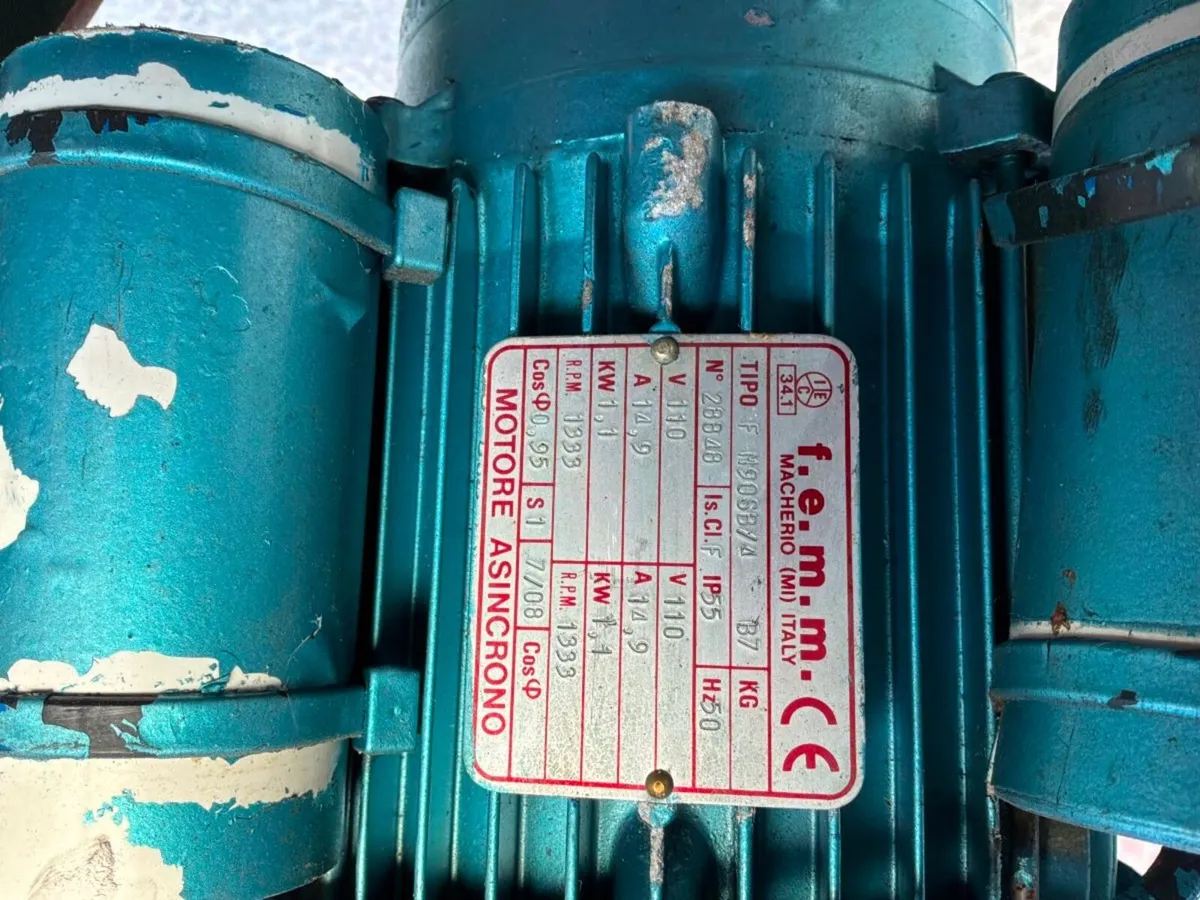 IEC
34.1
f.e.m.m. CE
MACHERIO (MI) ITALY
TIPO F M90SB/4 B7 KG
N° 28848 Is.Cl.F IP55 Hz50
V 110 V 110
A 14,9 A 14,9
KW 1,1 KW 1,1
R.P.M. 1333 R.P.M. 1333
Cosφ 0,95 S 1 7/08 Cosφ
MOTORE ASINCRONO